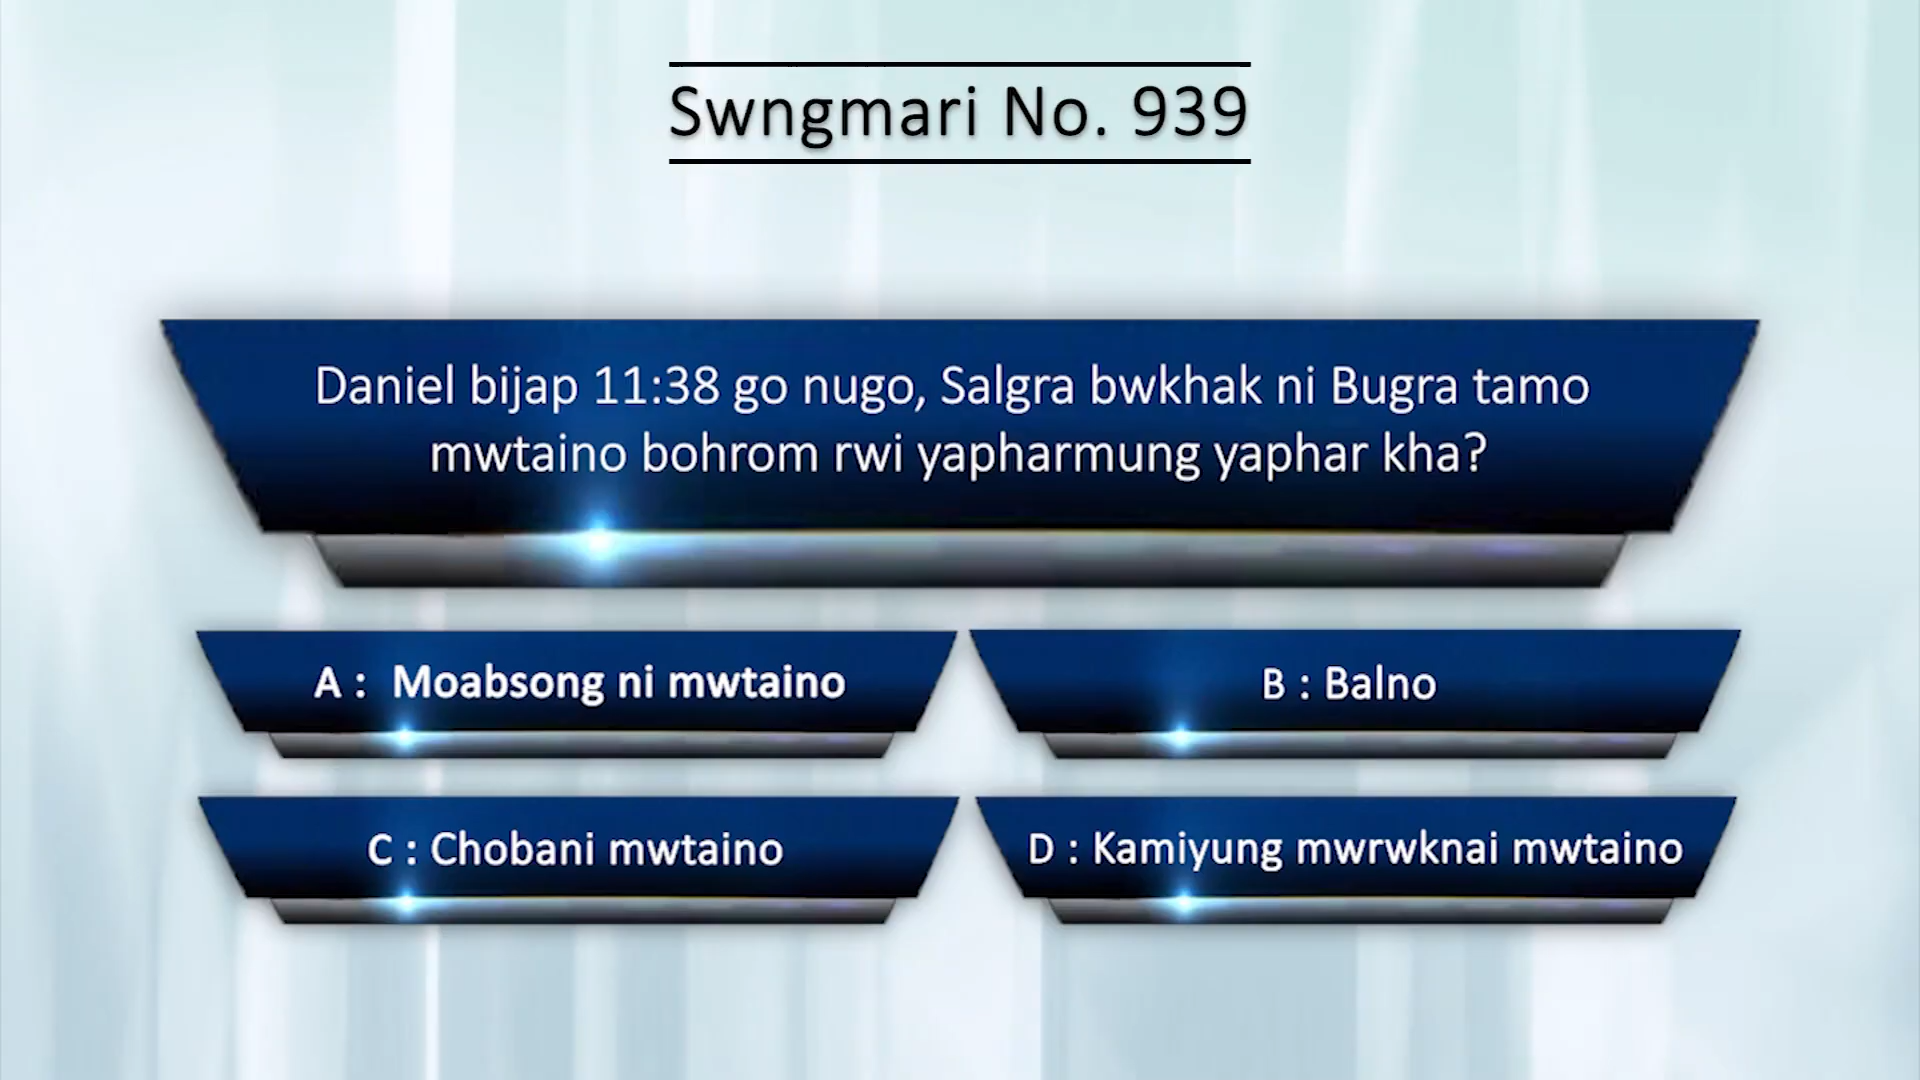 Swngmari No. 939
Daniel bijap 11:38 go nugo, Salgra bwkhak ni Bugra tamo
mwtaino bohrom rwi yapharmung yaphar kha?
A : Moabsong ni mwtaino
B : Balno
C : Chobani mwtaino
D : Kamiyung mwrwknai mwtaino